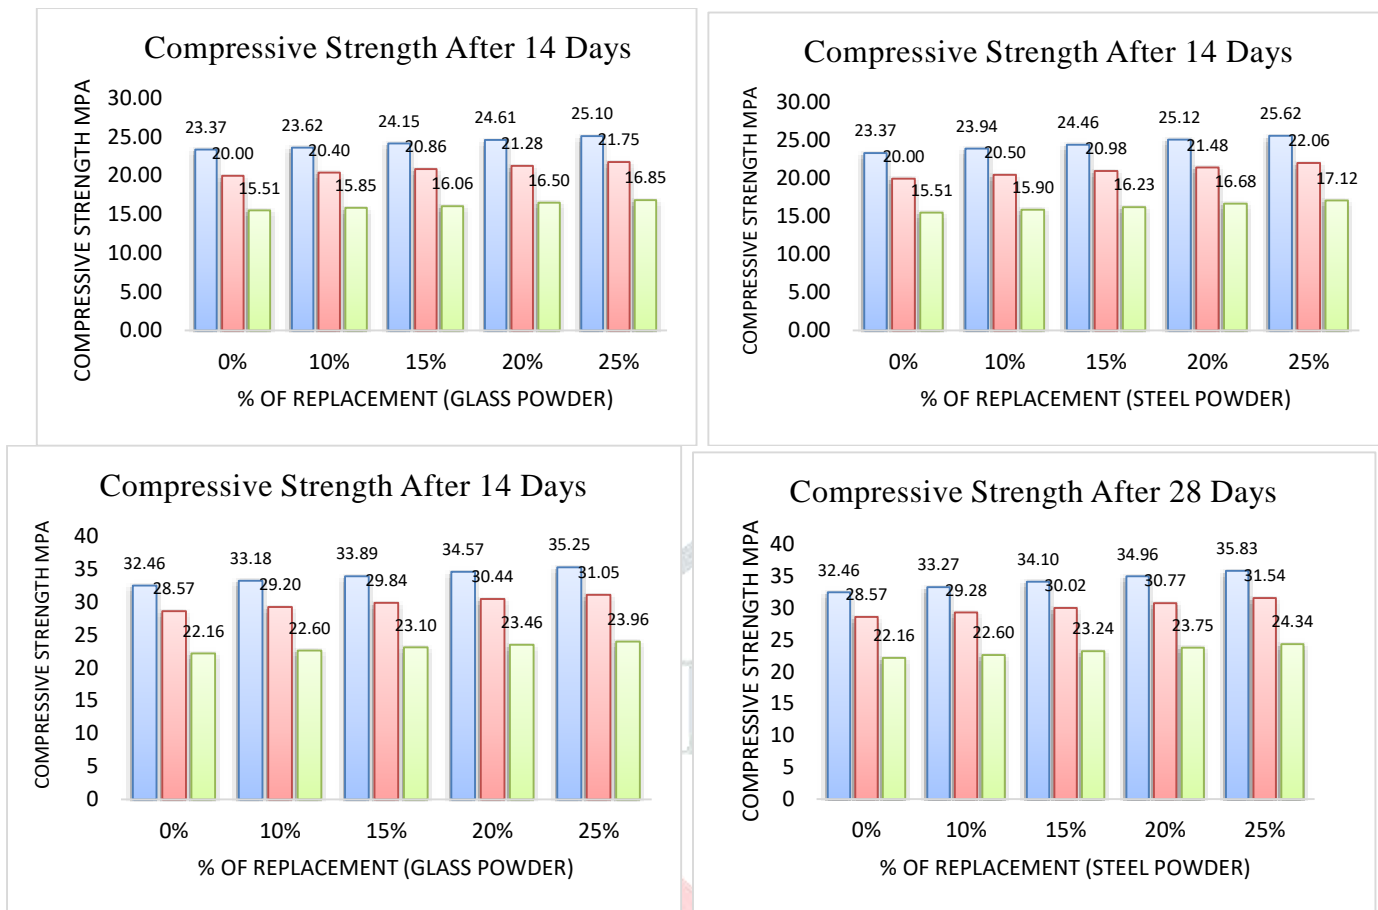 Compressive Strength After 14 Days
COMPRESSIVE STRENGTH MPA
30.00
25.00
20.00
15.00
10.00
5.00
0.00
23.37 20.00 15.51
23.62 20.40 15.85
24.15 20.86 16.06
24.61 21.28 16.50
25.10 21.75 16.85
0% 10% 15% 20% 25%
% OF REPLACEMENT (GLASS POWDER)
Compressive Strength After 14 Days
COMPRESSIVE STRENGTH MPA
30.00
25.00
20.00
15.00
10.00
5.00
0.00
23.37 20.00 15.51
23.94 20.50 15.90
24.46 20.98 16.23
25.12 21.48 16.68
25.62 22.06 17.12
0% 10% 15% 20% 25%
% OF REPLACEMENT (STEEL POWDER)
Compressive Strength After 14 Days
COMPRESSIVE STRENGTH MPA
40
35
30
25
20
15
10
5
0
32.46 28.57 22.16
33.18 29.20 22.60
33.89 29.84 23.10
34.57 30.44 23.46
35.25 31.05 23.96
0% 10% 15% 20% 25%
% OF REPLACEMENT (GLASS POWDER)
Compressive Strength After 28 Days
COMPRESSIVE STRENGTH MPA
40
35
30
25
20
15
10
5
0
32.46 28.57 22.16
33.27 29.28 22.60
34.10 30.02 23.24
34.96 30.77 23.75
35.83 31.54 24.34
0% 10% 15% 20% 25%
% OF REPLACEMENT (STEEL POWDER)